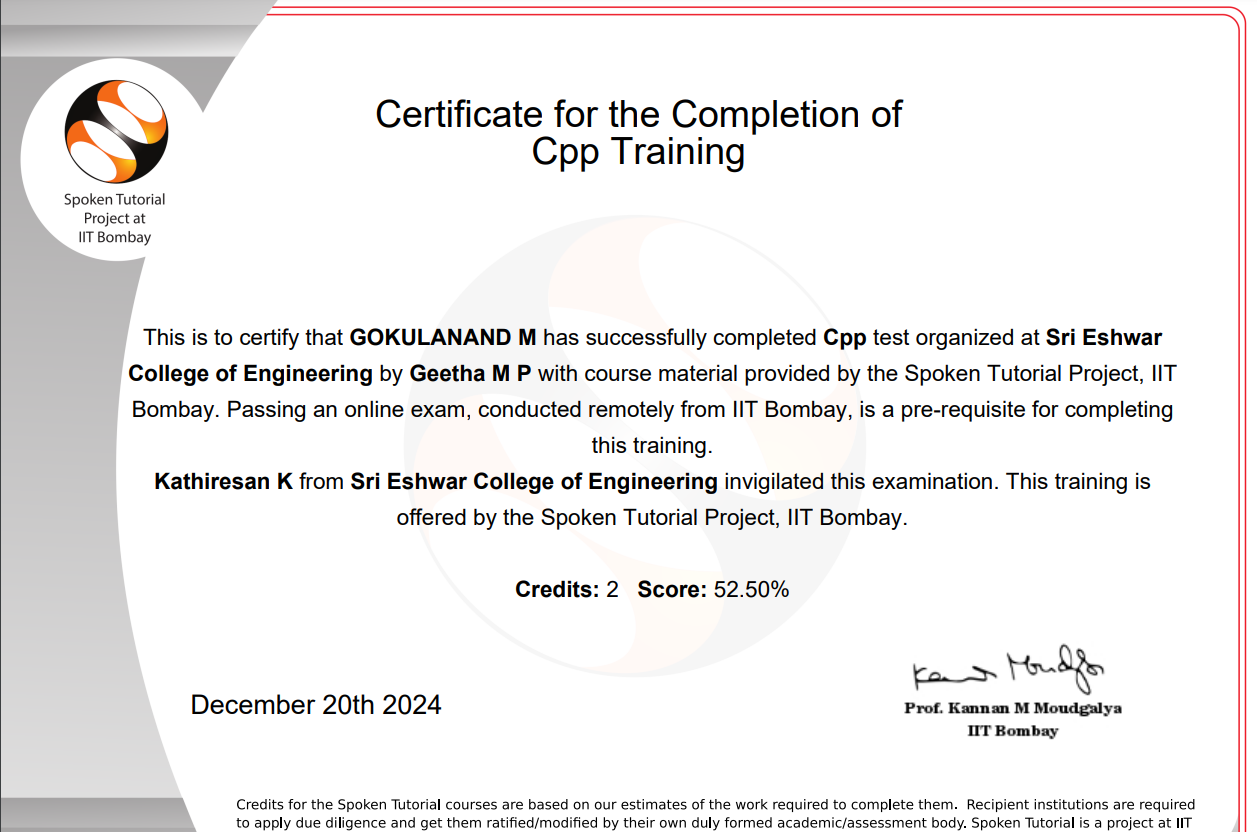 Spoken Tutorial
Project at
IIT Bombay
Certificate for the Completion of
Cpp Training
This is to certify that GOKULANAND M has successfully completed Cpp test organized at Sri Eshwar
College of Engineering by Geetha M P with course material provided by the Spoken Tutorial Project, IIT
Bombay. Passing an online exam, conducted remotely from IIT Bombay, is a pre-requisite for completing
this training.
Kathiresan K from Sri Eshwar College of Engineering invigilated this examination. This training is
offered by the Spoken Tutorial Project, IIT Bombay.
Credits: 2 Score: 52.50%
December 20th 2024
Prof. Kannan M Moudgalya
IIT Bombay
Credits for the Spoken Tutorial courses are based on our estimates of the work required to complete them. Recipient institutions are required
to apply due diligence and get them ratified/modified by their own duly formed academic/assessment body. Spoken Tutorial is a project at IIT